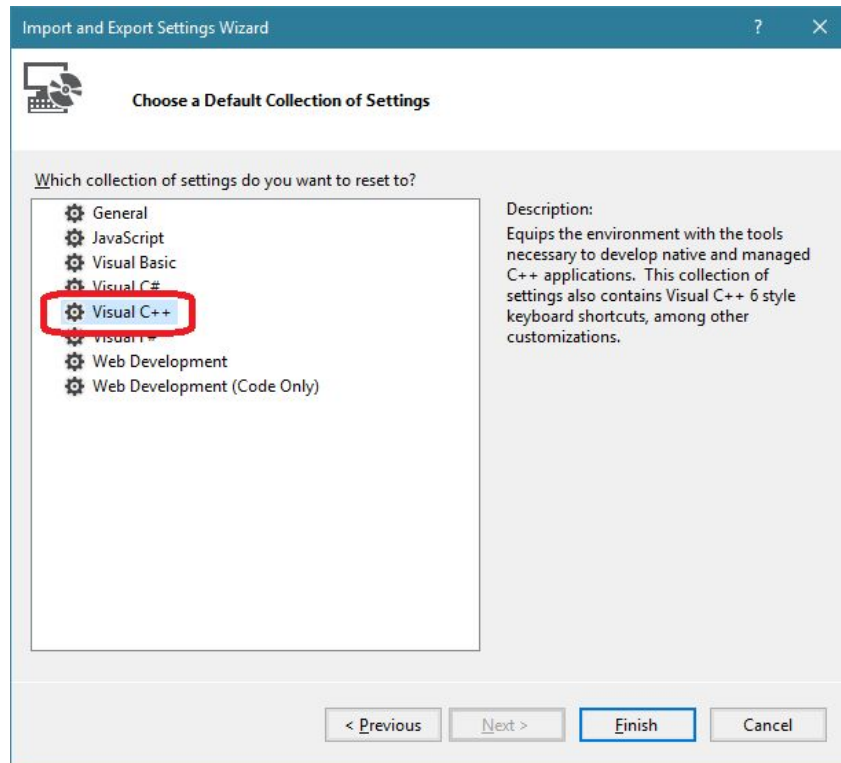 Import and Export Settings Wizard ?
Choose a Default Collection of Settings
Which collection of settings do you want to reset to?
General
JavaScript
Visual Basic
Visual C#
Visual C++
Visual F#
Web Development
Web Development (Code Only)
Description:
Equips the environment with the tools
necessary to develop native and managed
C++ applications. This collection of
settings also contains Visual C++ 6 style
keyboard shortcuts, among other
customizations.
< Previous Next > Finish Cancel